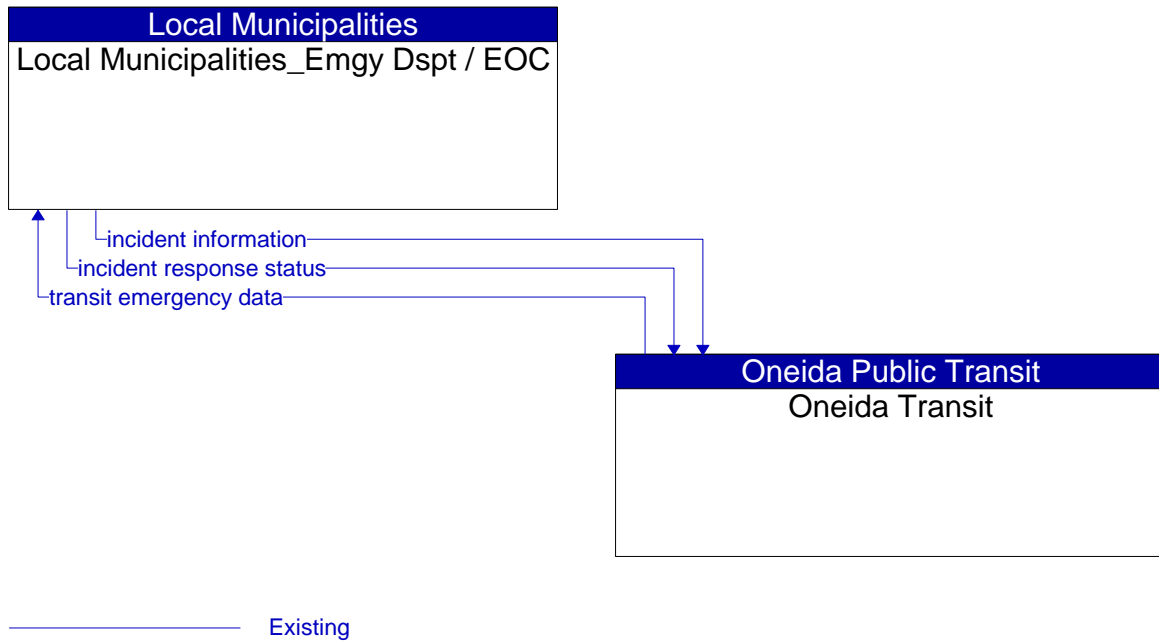 Local Municipalities
Local Municipalities_Emgy Dspt / EOC
incident information
incident response status
transit emergency data
Oneida Public Transit
Oneida Transit
Existing